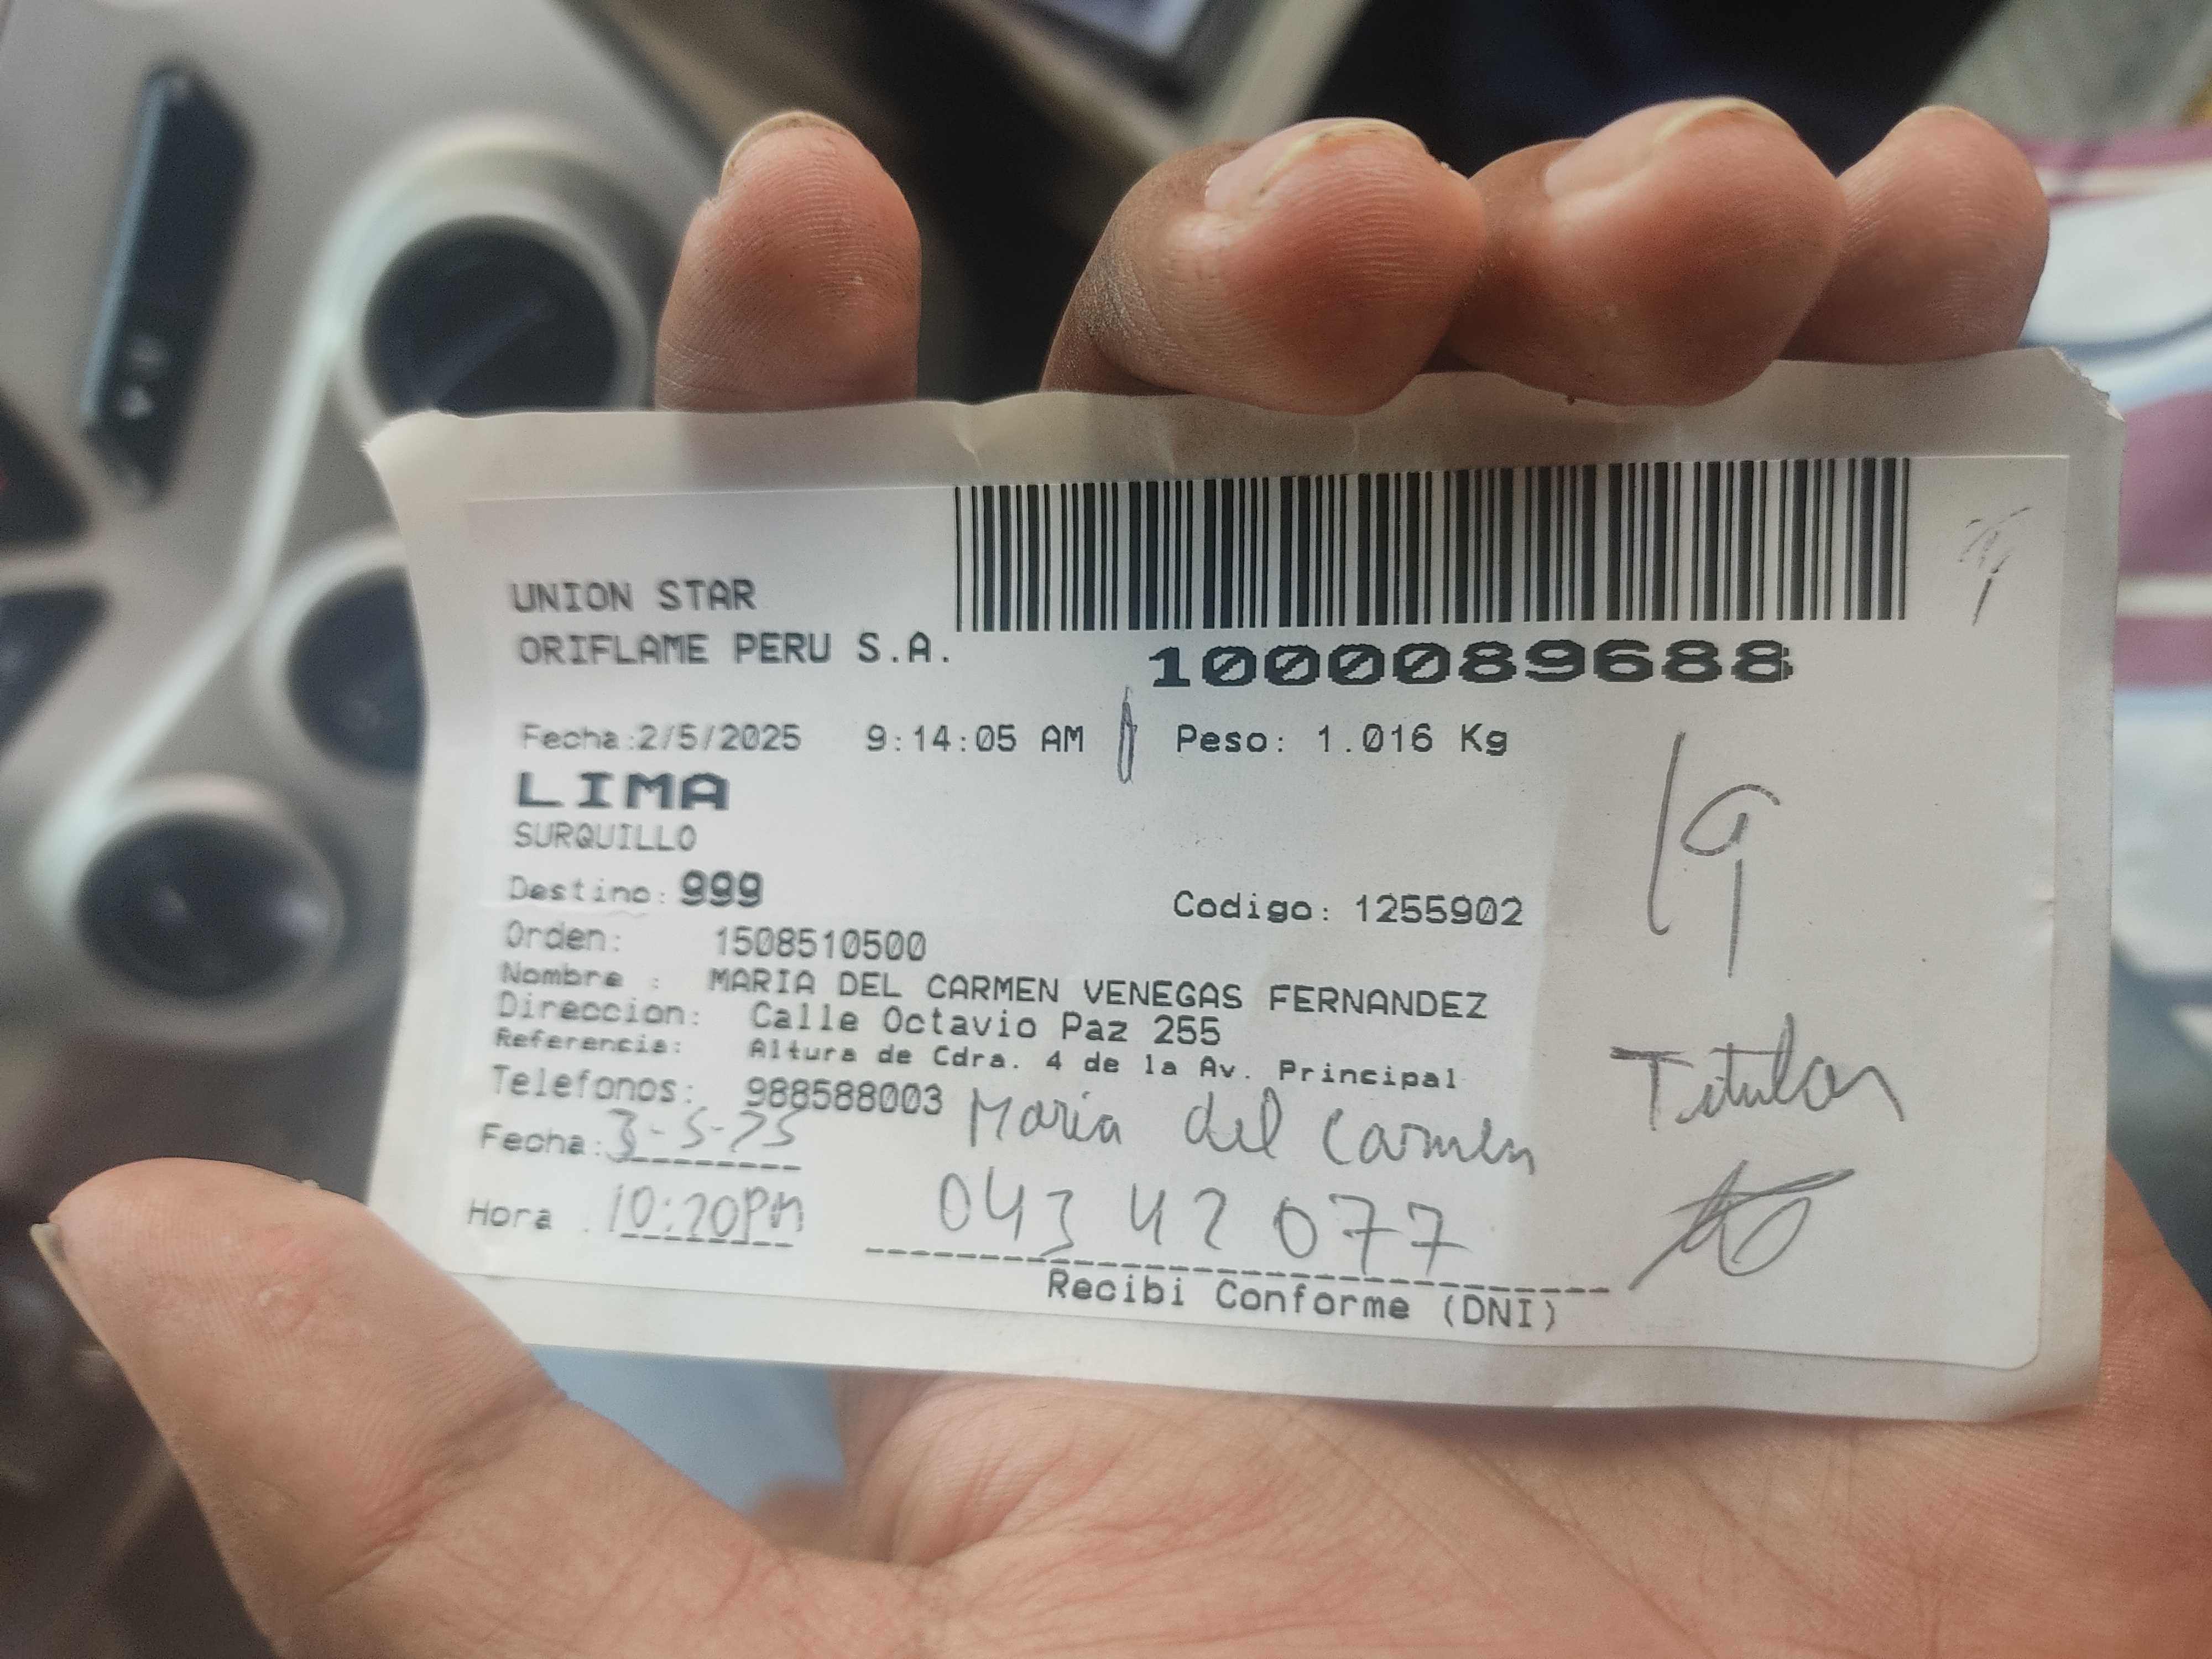 UNION STAR
ORIFLAME PERU S.A.
1000089688
Fecha:2/5/2025 9:14:05 AM Peso: 1.016 Kg
LIMA
SURQUILLO
Destino: 999 Codigo: 1255902
Orden: 1508510500
Nombre : MARIA DEL CARMEN VENEGAS FERNANDEZ
Direccion: Calle Octavio Paz 255
Referencia: Altura de Cdra. 4 de la Av. Principal
Telefonos: 988588003 Maria del Carmen
Titular
Fecha: 3-5-25
Hora : 10:20PM 04342077
Recibi Conforme (DNI)